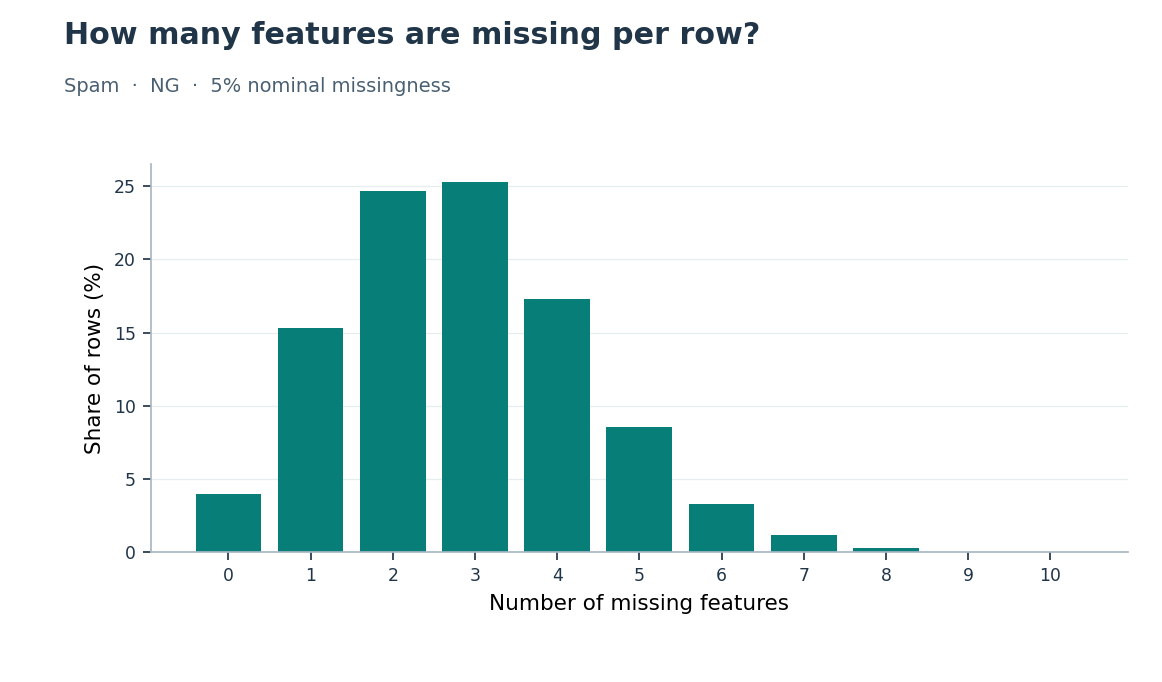 How many features are missing per row?
Spam · NG · 5% nominal missingness
Share of rows (%)
25
20
15
10
5
0
0 1 2 3 4 5 6 7 8 9 10
Number of missing features